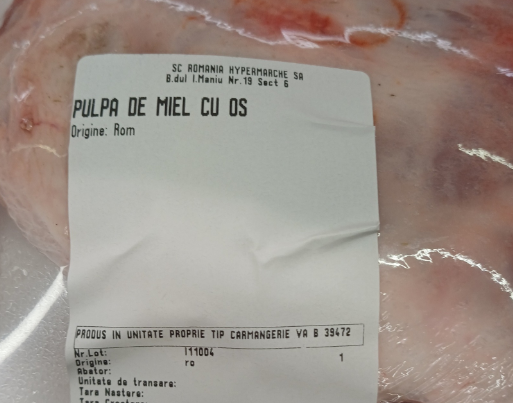 SC ROMANIA HYPERMARCHE SA
B.dul I.Maniu Nr.19 Sect 6
PULPA DE MIEL CU OS
Origine: Rom
PRODUS IN UNITATE PROPRIE TIP CARMANGERIE VA B 39472
Nr.Lot: I11004 1
Origine: ro
Abator:
Unitate de transare:
Tara Nastere: